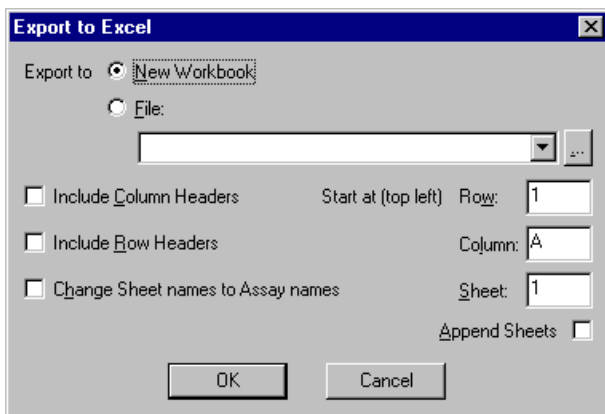 Export to Excel
Export to New Workbook
File:
...
Include Column Headers Start at (top left) Row: 1
Include Row Headers Column: A
Change Sheet names to Assay names Sheet: 1
Append Sheets
OK Cancel